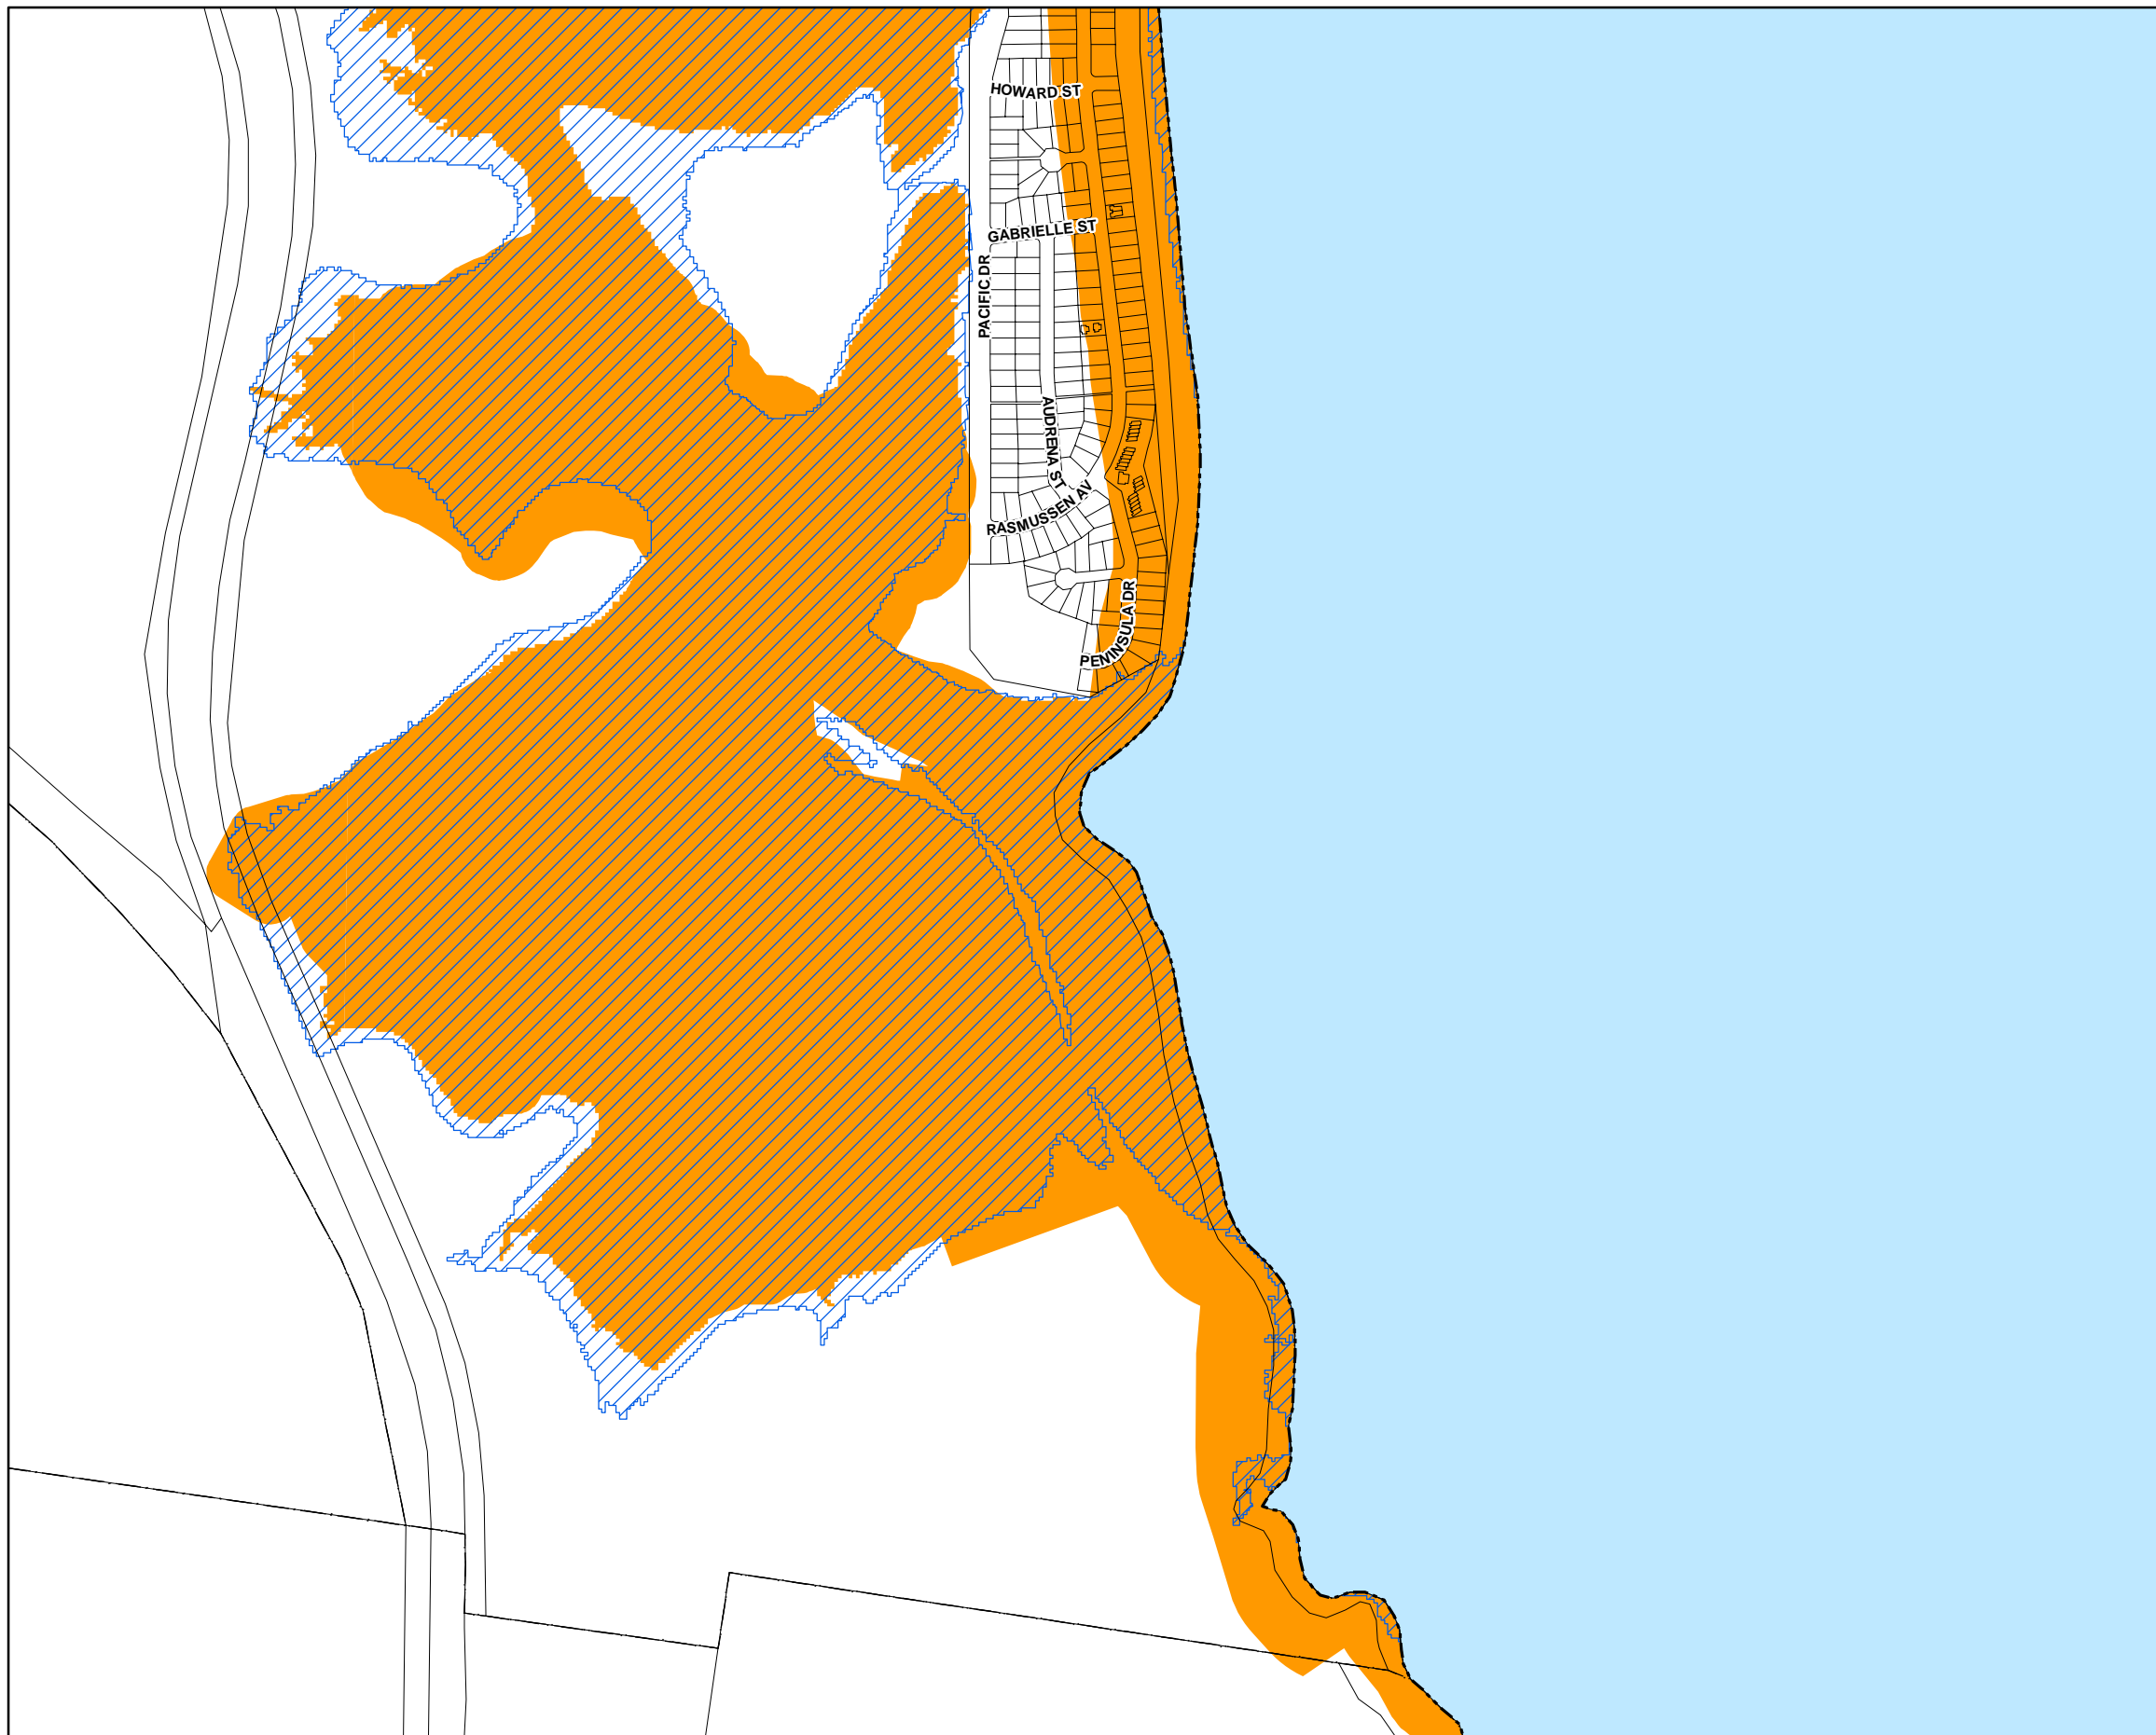 HOWARD ST
GABRIELLE ST
PACIFIC DR
AUDRENA ST
RASMUSSEN AV
PENINSULA DR